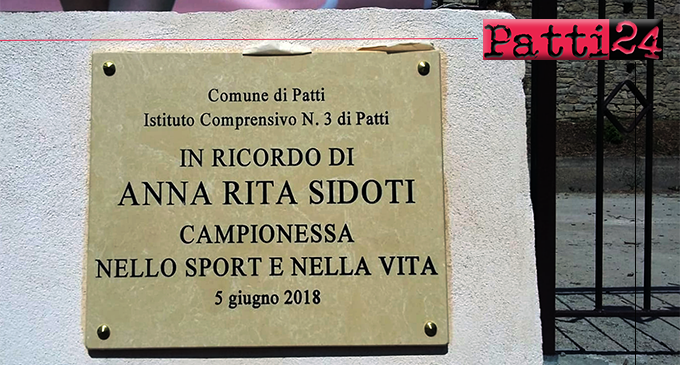 Patti24
Comune di Patti
Istituto Comprensivo N. 3 di Patti
IN RICORDO DI
ANNA RITA SIDOTI
CAMPIONESSA
NELLO SPORT E NELLA VITA
5 giugno 2018